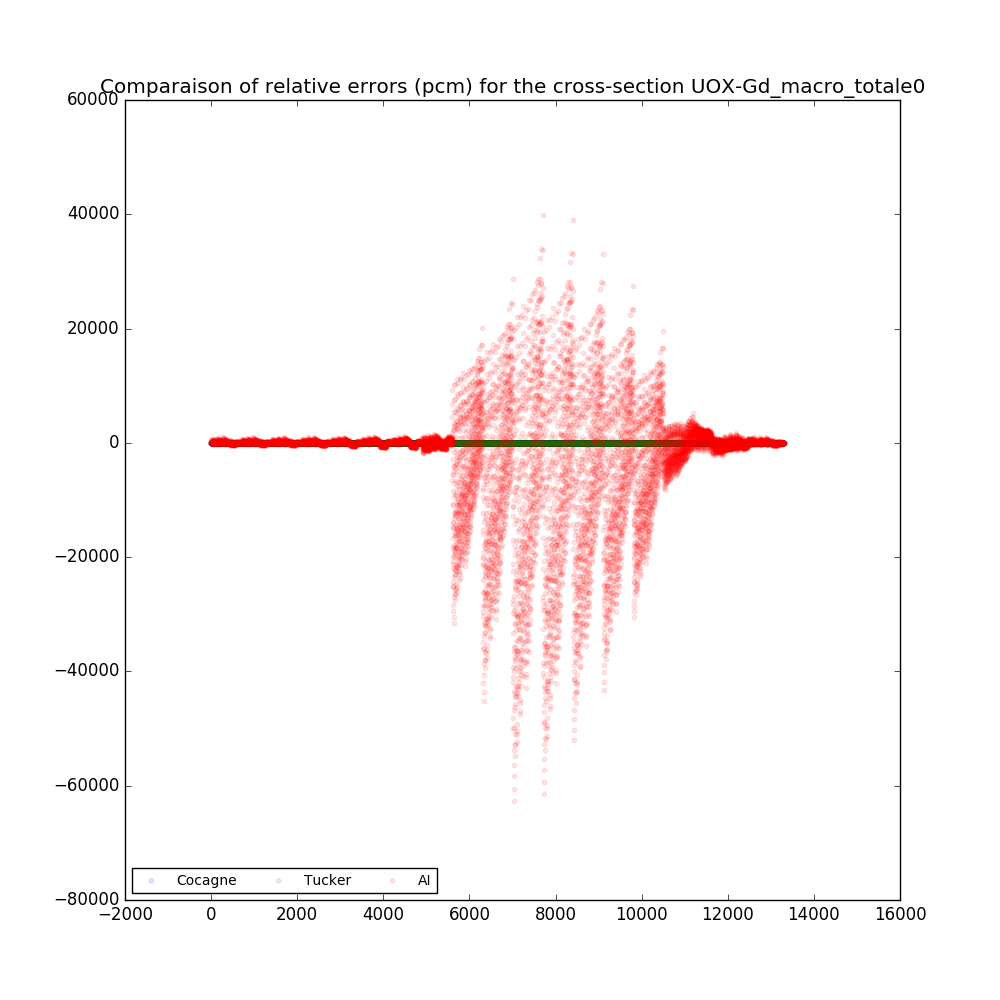 Comparaison of relative errors (pcm) for the cross-section UOX-Gd_macro_totale0
60000
40000
20000
0
−20000
−40000
−60000
−80000
−2000 0 2000 4000 6000 8000 10000 12000 14000 16000
Cocagne Tucker AI